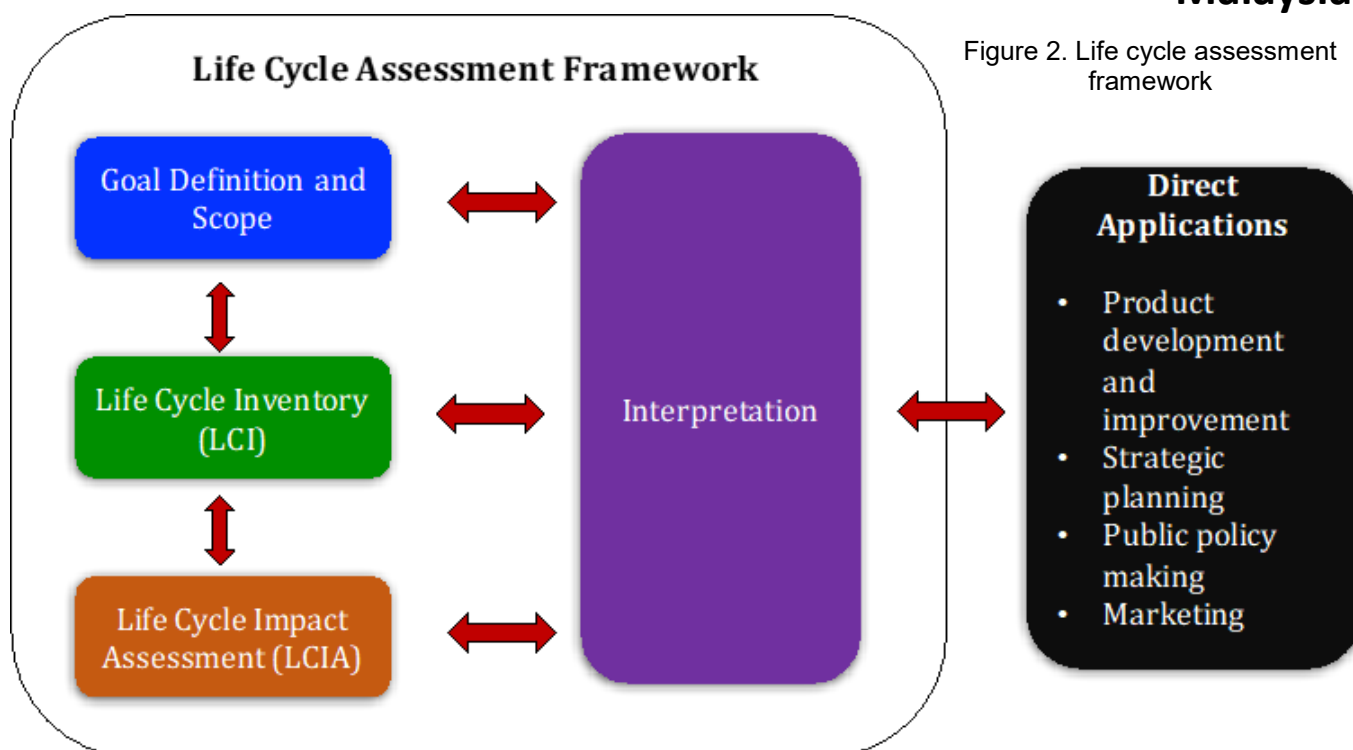 Malaysia
Figure 2. Life cycle assessment
framework
Life Cycle Assessment Framework
Goal Definition and
Scope
Life Cycle Inventory
(LCI)
Life Cycle Impact
Assessment (LCIA)
Interpretation
Direct
Applications
• Product
development
and
improvement
• Strategic
planning
• Public policy
making
• Marketing